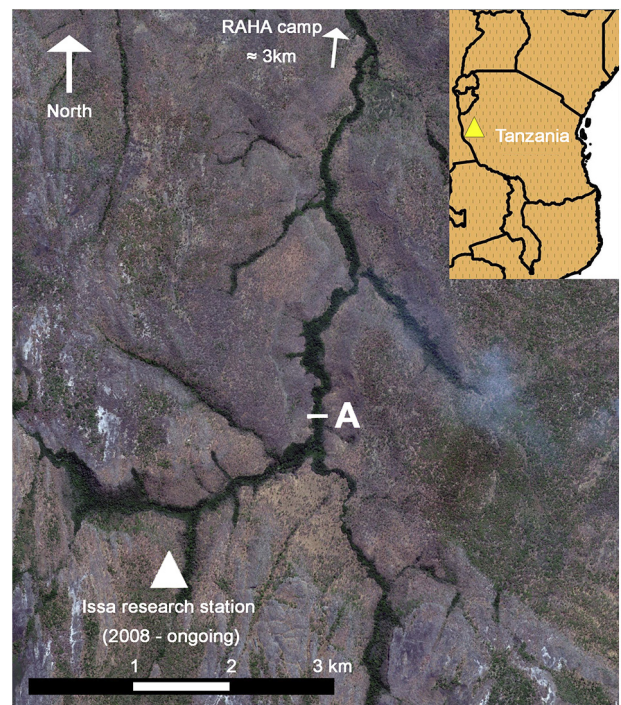 RAHA camp
≈ 3km
North
Tanzania
A
Issa research station
(2008 - ongoing)
1 2 3 km